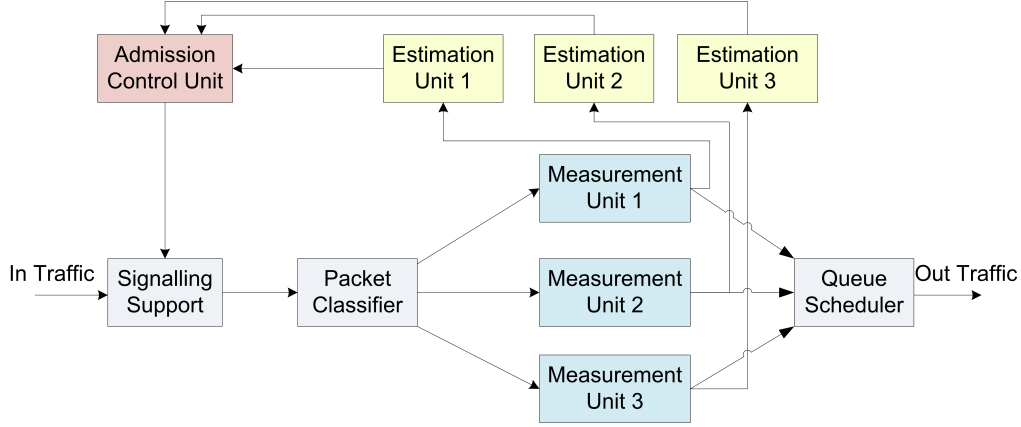 Admission
Control Unit
Estimation
Unit 1
Estimation
Unit 2
Estimation
Unit 3
Measurement
Unit 1
In Traffic
Signalling
Support
Packet
Classifier
Measurement
Unit 2
Queue
Scheduler
Out Traffic
Measurement
Unit 3